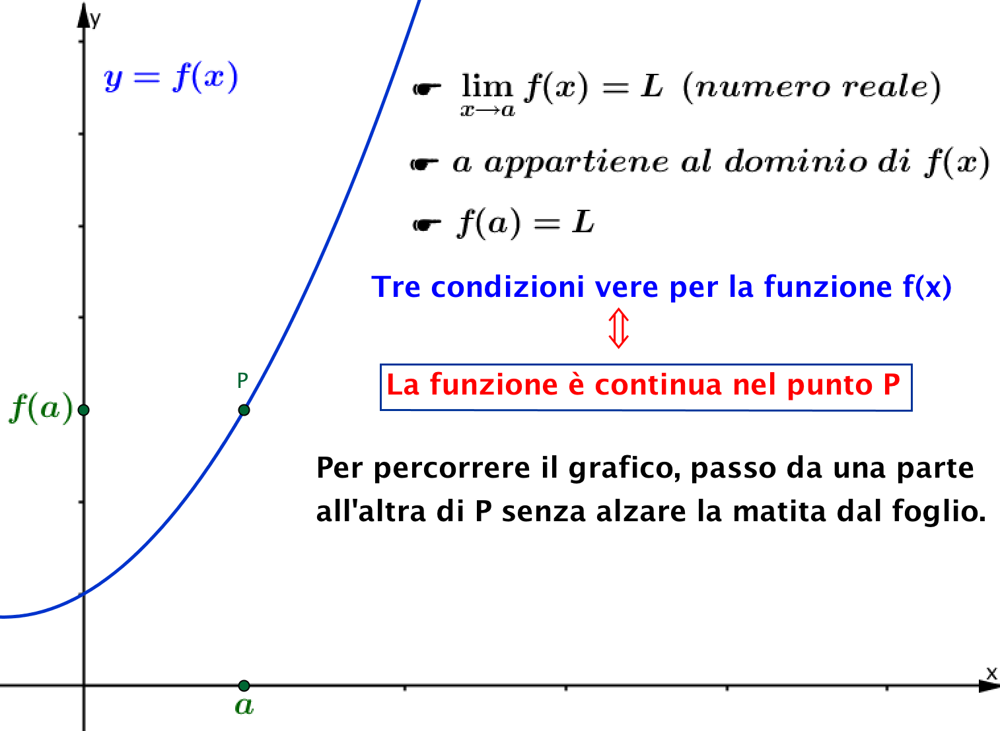 y
y = f(x)
☛ lim x→a f(x) = L (numero reale)
☛ a appartiene al dominio di f(x)
☛ f(a) = L
Tre condizioni vere per la funzione f(x)
⇕
P
La funzione è continua nel punto P
f(a)
Per percorrere il grafico, passo da una parte
all'altra di P senza alzare la matita dal foglio.
x
a